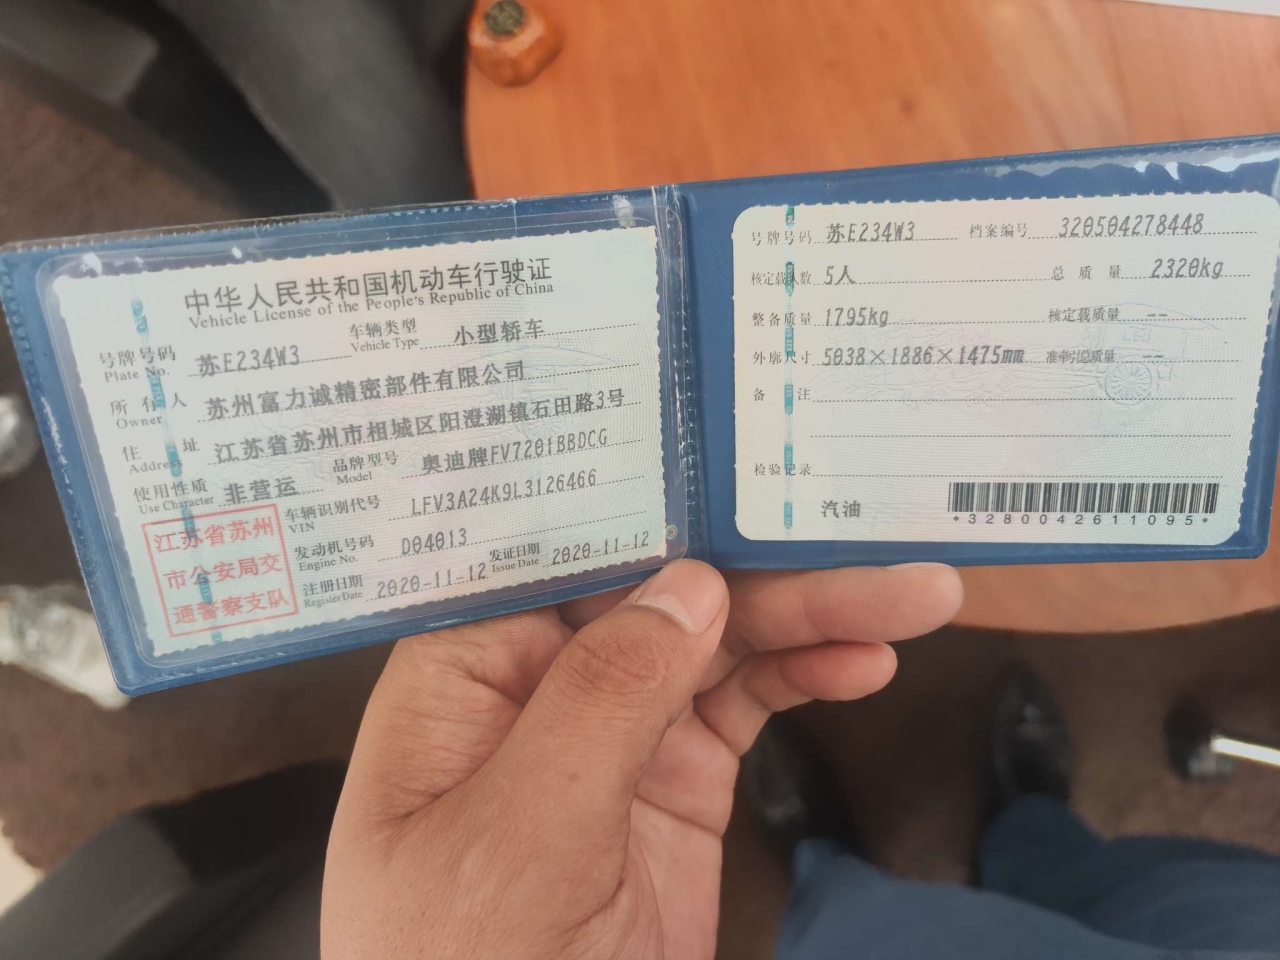 中华人民共和国机动车行驶证
Vehicle License of the People's Republic of China
号牌号码 苏E234W3 车辆类型 小型轿车
Plate No. Vehicle Type
所有人 苏州富力诚精密部件有限公司
Owner
住址 江苏省苏州市相城区阳澄湖镇石田路3号
Address
使用性质 非营运 品牌型号 奥迪牌FV7201BBDCG
Use Character Model
车辆识别代号 LFV3A24K9L3126466
VIN
发动机号码 D04013
Engine No.
注册日期 2020-11-12 发证日期 2020-11-12
Register Date Issue Date
江苏省苏州
市公安局交
通警察支队
号牌号码 苏E234W3 档案编号 320504278448
核定载人数 5人 总质量 2320kg
整备质量 1795kg 核定载质量 --
外廓尺寸 5038×1886×1475mm 准牵引总质量 --
备注
检验记录
汽油
*3280042611095*